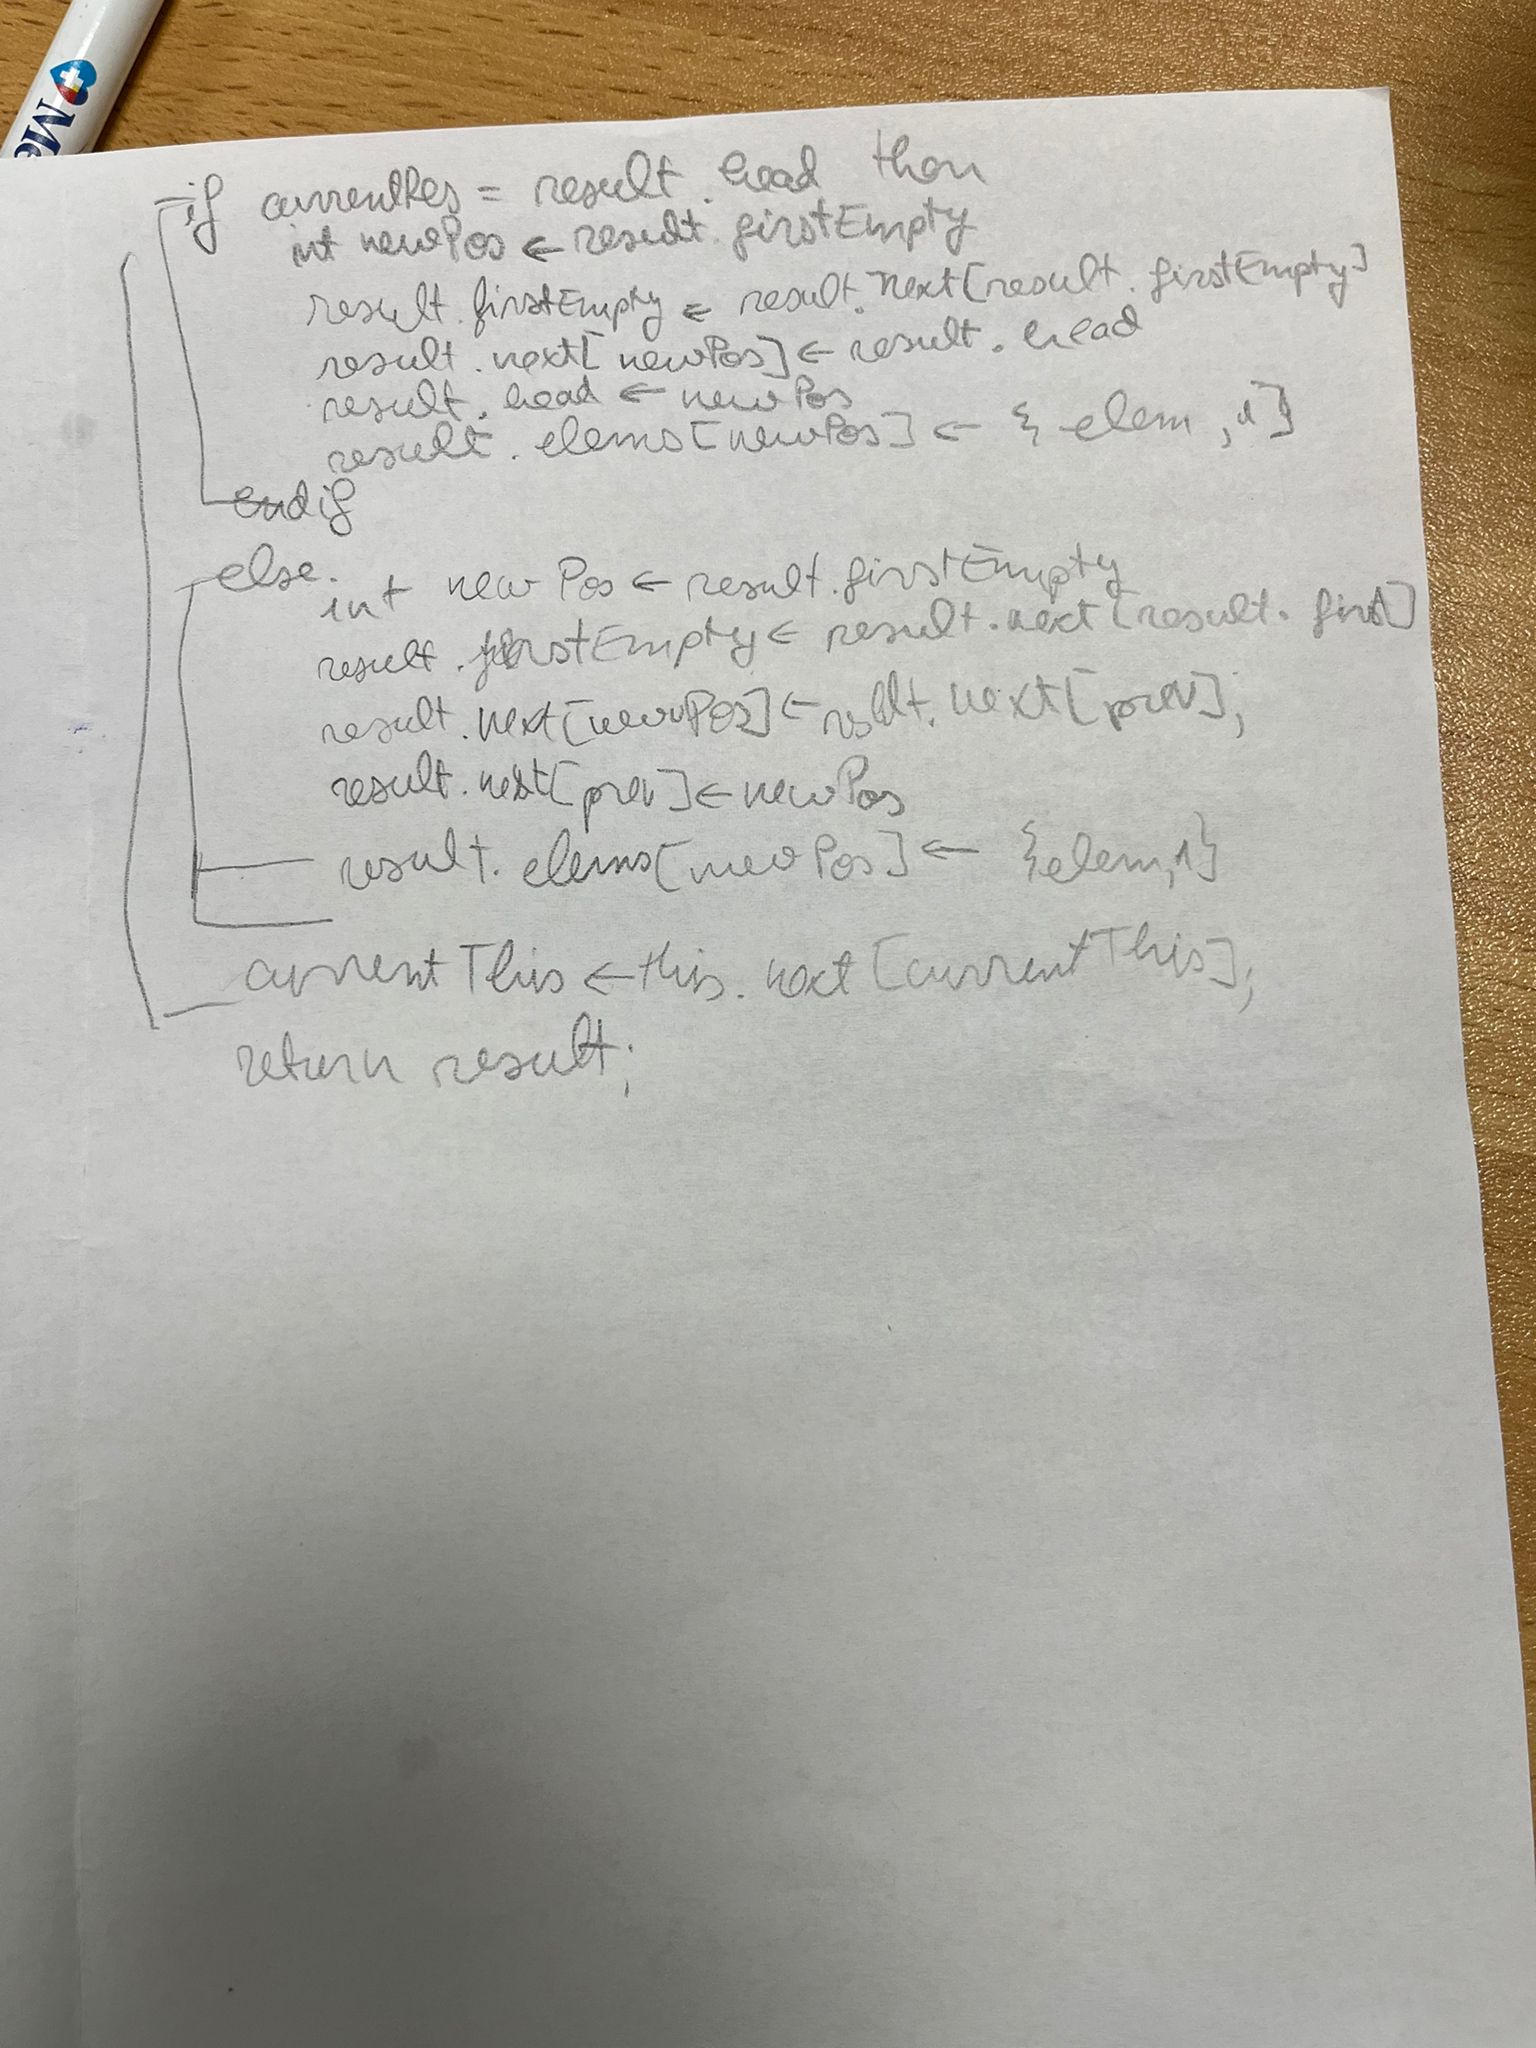 Me
if currentRes = result.head then
int newPos ← result.firstEmpty
result.firstEmpty ← result.next[result.firstEmpty]
result.next[newPos] ← result.head
result.head ← newPos
result.elems[newPos] ← {elem,1}
endif
else.
int newPos ← result.firstEmpty
result.firstEmpty ← result.next[result.first]
result.next[newPos] ← result.next[prev];
result.next[prev] ← newPos
result.elems[newPos] ← {elem,1}
currentThis ← this.next[currentThis];
return result;